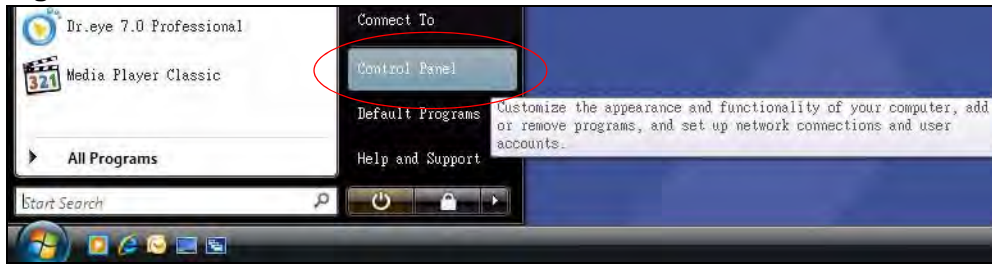 Dr.eye 7.0 Professional
321 Media Player Classic
All Programs
Start Search
Connect To
Control Panel
Default Programs
Help and Support
Customize the appearance and functionality of your computer, add
or remove programs, and set up network connections and user
accounts.